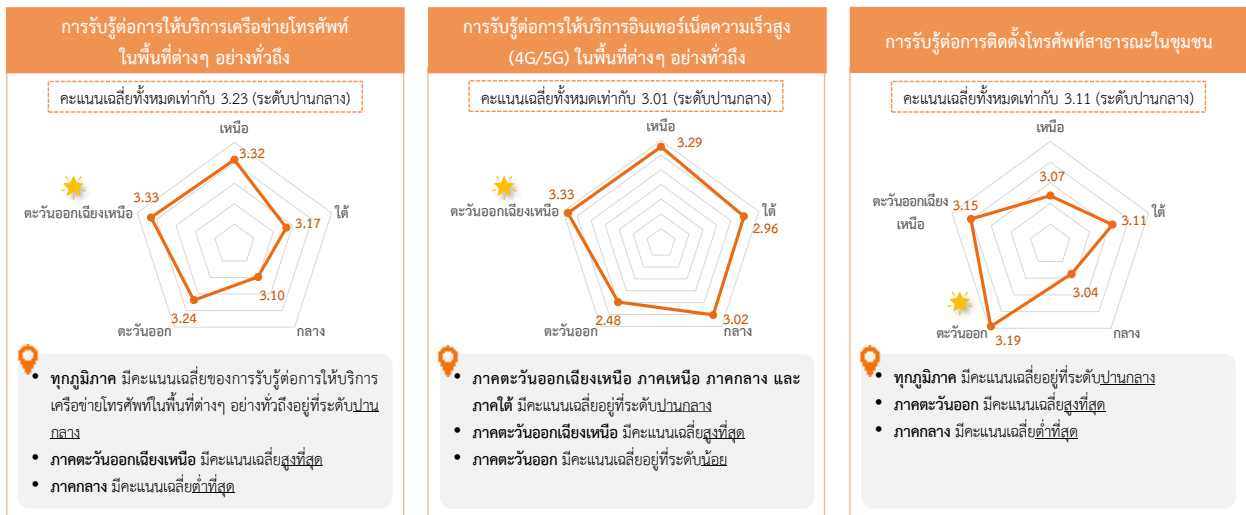 การรับรู้ต่อการให้บริการเครือข่ายโทรศัพท์
ในพื้นที่ต่างๆ อย่างทั่วถึง
คะแนนเฉลี่ยทั้งหมดเท่ากับ 3.23 (ระดับปานกลาง)
เหนือ
3.32
3.33
ตะวันออกเฉียงเหนือ
ใต้
3.17
3.10
3.24
ตะวันออก
กลาง
• ทุกภูมิภาค มีคะแนนเฉลี่ยของการรับรู้ต่อการให้บริการ
เครือข่ายโทรศัพท์ในพื้นที่ต่างๆ อย่างทั่วถึงอยู่ที่ระดับปาน
กลาง
• ภาคตะวันออกเฉียงเหนือ มีคะแนนเฉลี่ยสูงที่สุด
• ภาคกลาง มีคะแนนเฉลี่ยต่ำที่สุด
การรับรู้ต่อการให้บริการอินเทอร์เน็ตความเร็วสูง
(4G/5G) ในพื้นที่ต่างๆ อย่างทั่วถึง
คะแนนเฉลี่ยทั้งหมดเท่ากับ 3.01 (ระดับปานกลาง)
เหนือ
3.29
3.33
ตะวันออกเฉียงเหนือ
ใต้
2.96
2.48
3.02
ตะวันออก
กลาง
• ภาคตะวันออกเฉียงเหนือ ภาคเหนือ ภาคกลาง และ
ภาคใต้ มีคะแนนเฉลี่ยอยู่ที่ระดับปานกลาง
• ภาคตะวันออกเฉียงเหนือ มีคะแนนเฉลี่ยสูงที่สุด
• ภาคตะวันออก มีคะแนนเฉลี่ยอยู่ที่ระดับน้อย
การรับรู้ต่อการติดตั้งโทรศัพท์สาธารณะในชุมชน
คะแนนเฉลี่ยทั้งหมดเท่ากับ 3.11 (ระดับปานกลาง)
เหนือ
3.07
ตะวันออกเฉียง
เหนือ
3.15
ใต้
3.11
3.04
ตะวันออก
3.19
กลาง
• ทุกภูมิภาค มีคะแนนเฉลี่ยอยู่ที่ระดับปานกลาง
• ภาคตะวันออก มีคะแนนเฉลี่ยสูงที่สุด
• ภาคกลาง มีคะแนนเฉลี่ยต่ำที่สุด